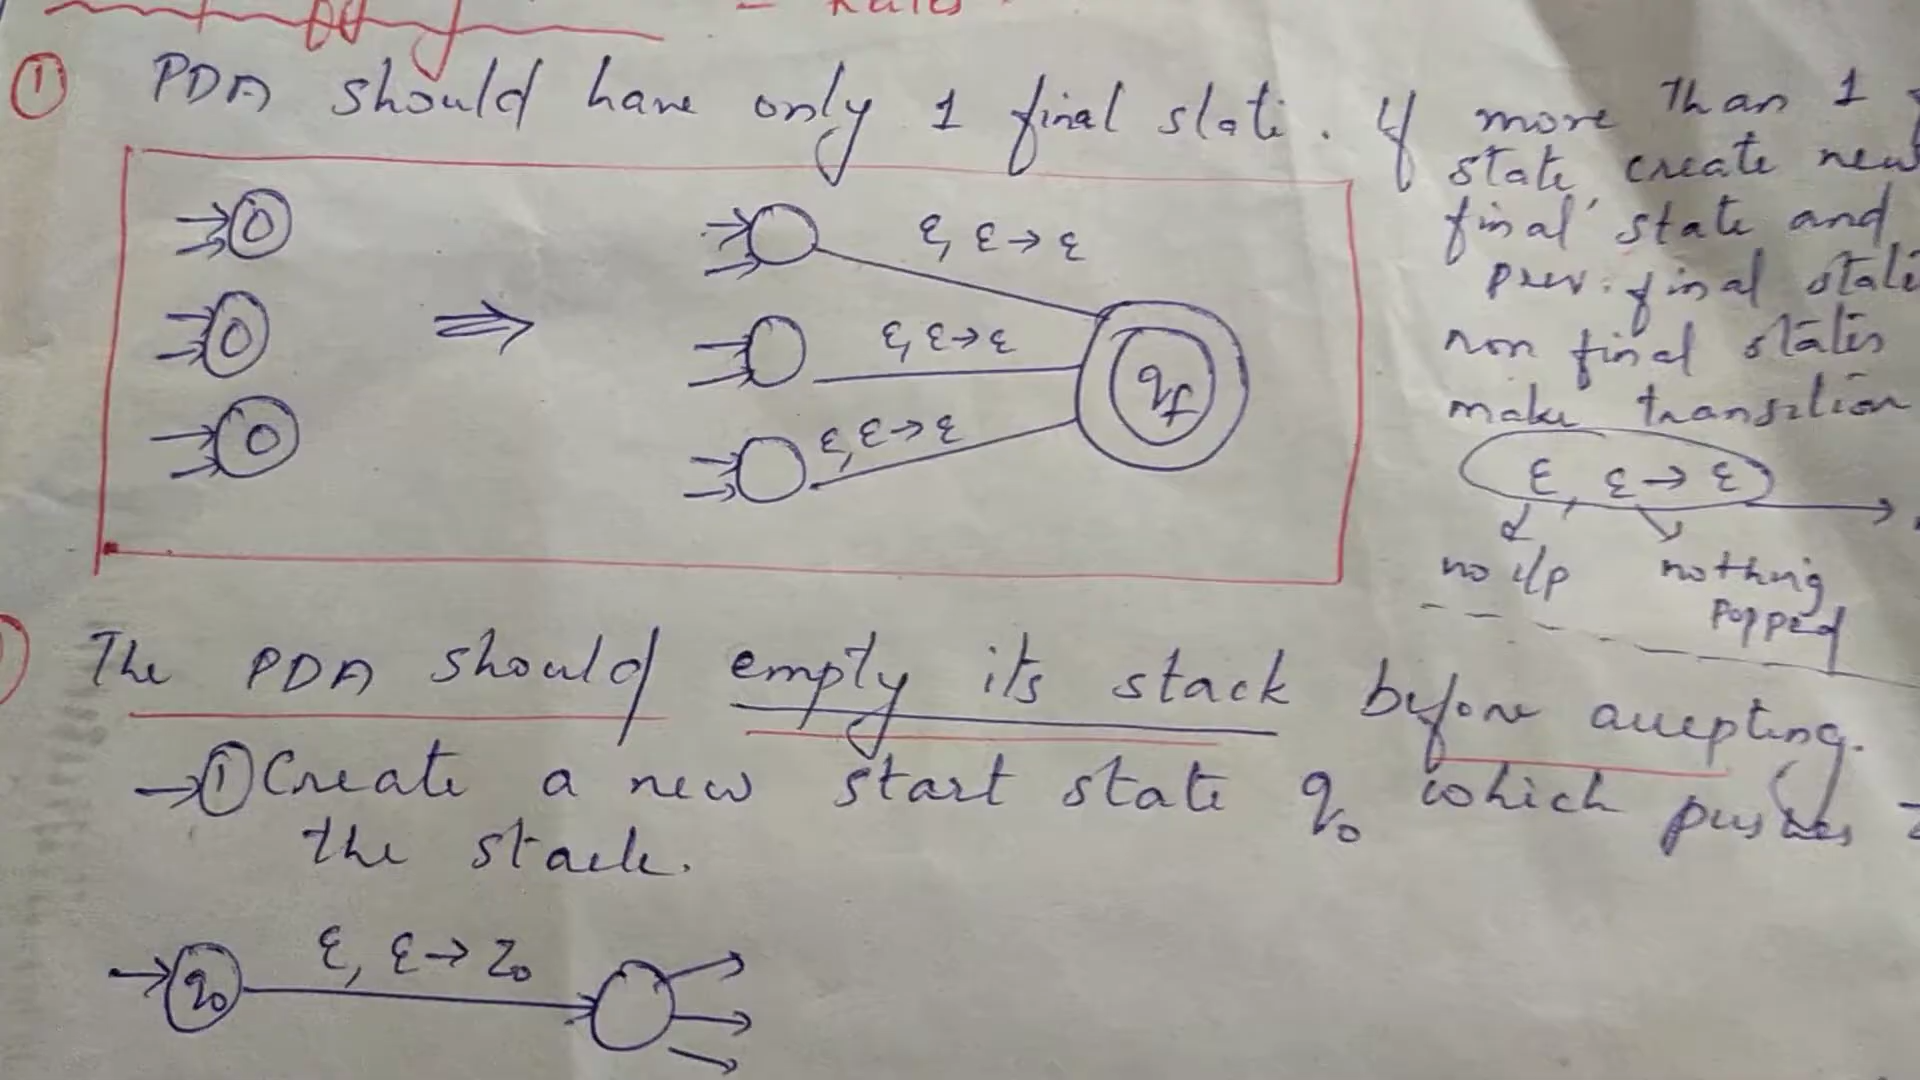 - Rules
① PDA should have only 1 final state. If more than 1
state, create new
final state and
prev. final state
non final states
make transition
ε, ε → ε
no i/p nothing
popped
ε, ε → ε
ε, ε → ε
ε, ε → ε
qf
The PDA should empty its stack before accepting.
→ ① Create a new start state q₀ which pushes
the stack.
q₀ ε, ε → Z₀